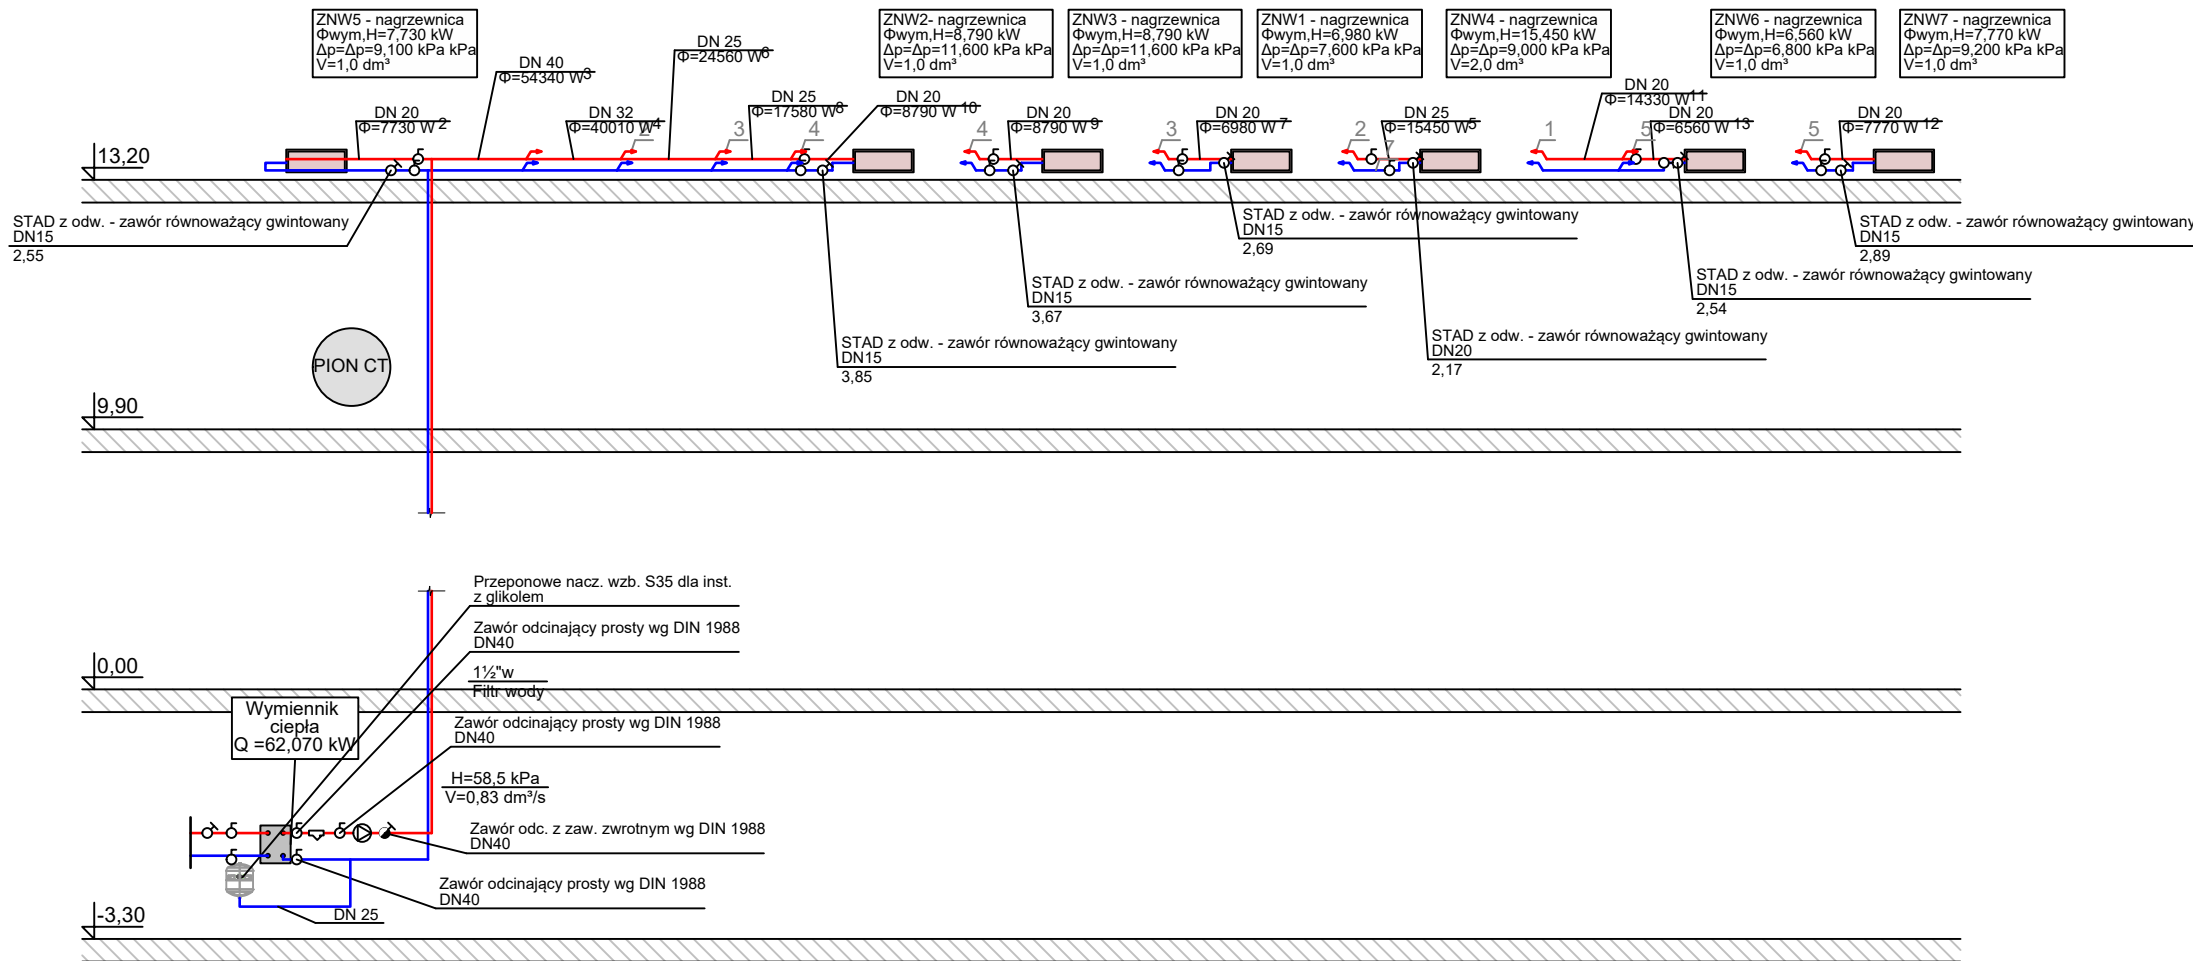 ZNW5 - nagrzewnica
Φwym,H=7,730 kW
Δp=Δp=9,100 kPa kPa
V=1,0 dm³
ZNW2- nagrzewnica
Φwym,H=8,790 kW
Δp=Δp=11,600 kPa kPa
V=1,0 dm³
ZNW3 - nagrzewnica
Φwym,H=8,790 kW
Δp=Δp=11,600 kPa kPa
V=1,0 dm³
ZNW1 - nagrzewnica
Φwym,H=6,980 kW
Δp=Δp=7,600 kPa kPa
V=1,0 dm³
ZNW4 - nagrzewnica
Φwym,H=15,450 kW
Δp=Δp=9,000 kPa kPa
V=2,0 dm³
ZNW6 - nagrzewnica
Φwym,H=6,560 kW
Δp=Δp=6,800 kPa kPa
V=1,0 dm³
ZNW7 - nagrzewnica
Φwym,H=7,770 kW
Δp=Δp=9,200 kPa kPa
V=1,0 dm³
DN 20
Φ=7730 W 2
DN 40
Φ=54340 W 3
DN 32
Φ=40010 W 4
2
DN 25
Φ=24560 W 6
3
DN 25
Φ=17580 W 8
4
DN 20
Φ=8790 W 10
4
DN 20
Φ=8790 W 9
3
DN 20
Φ=6980 W 7
2
7
DN 25
Φ=15450 W 5
1
DN 20
Φ=14330 W 11
5
DN 20
Φ=6560 W 13
5
DN 20
Φ=7770 W 12
13,20
STAD z odw. - zawór równoważący gwintowany
DN15
2,55
STAD z odw. - zawór równoważący gwintowany
DN15
2,69
STAD z odw. - zawór równoważący gwintowany
DN15
2,89
STAD z odw. - zawór równoważący gwintowany
DN15
3,67
STAD z odw. - zawór równoważący gwintowany
DN15
2,54
STAD z odw. - zawór równoważący gwintowany
DN15
3,85
STAD z odw. - zawór równoważący gwintowany
DN20
2,17
PION CT
9,90
Przeponowe nacz. wzb. S35 dla inst.
z glikolem
Zawór odcinający prosty wg DIN 1988
DN40
0,00
1½"w
Filtr wody
Wymiennik
ciepła
Q =62,070 kW
Zawór odcinający prosty wg DIN 1988
DN40
H=58,5 kPa
V=0,83 dm³/s
Zawór odc. z zaw. zwrotnym wg DIN 1988
DN40
Zawór odcinający prosty wg DIN 1988
DN40
DN 25
-3,30